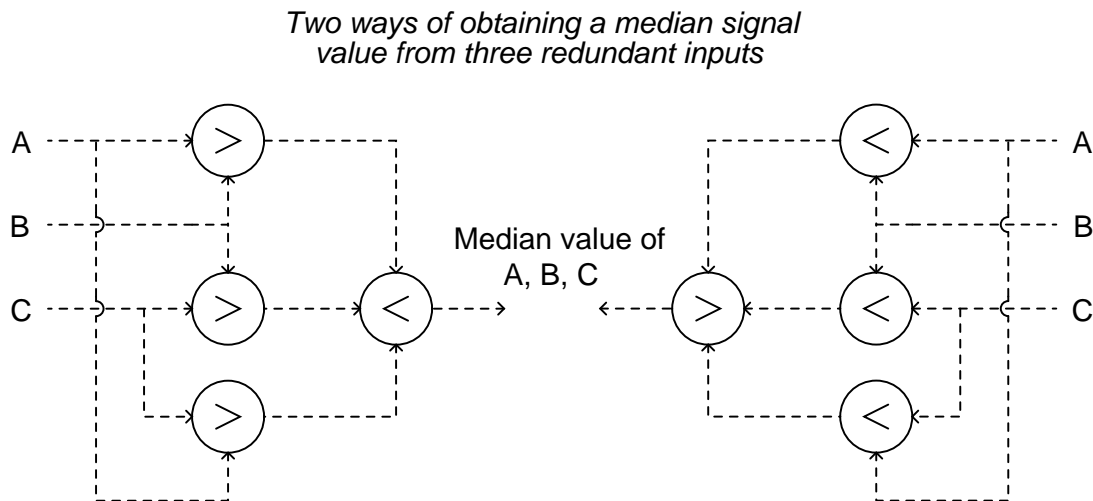 Two ways of obtaining a median signal
value from three redundant inputs
A > < A
B B
Median value of
A, B, C
C > < > < C
> <